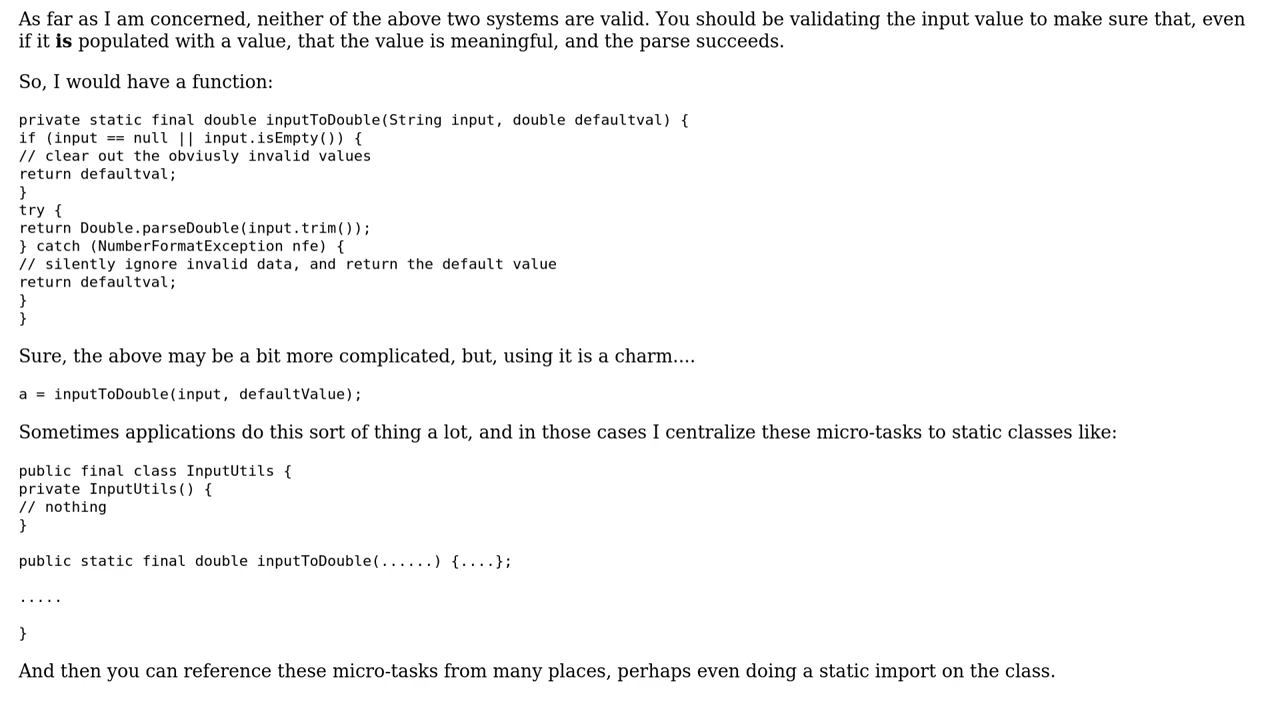 As far as I am concerned, neither of the above two systems are valid. You should be validating the input value to make sure that, even
if it is populated with a value, that the value is meaningful, and the parse succeeds.
So, I would have a function:
private static final double inputToDouble(String input, double defaultval) {
if (input == null || input.isEmpty()) {
// clear out the obviusly invalid values
return defaultval;
}
try {
return Double.parseDouble(input.trim());
} catch (NumberFormatException nfe) {
// silently ignore invalid data, and return the default value
return defaultval;
}
}
Sure, the above may be a bit more complicated, but, using it is a charm....
a = inputToDouble(input, defaultValue);
Sometimes applications do this sort of thing a lot, and in those cases I centralize these micro-tasks to static classes like:
public final class InputUtils {
private InputUtils() {
// nothing
}
public static final double inputToDouble(......) {....};
.....
}
And then you can reference these micro-tasks from many places, perhaps even doing a static import on the class.